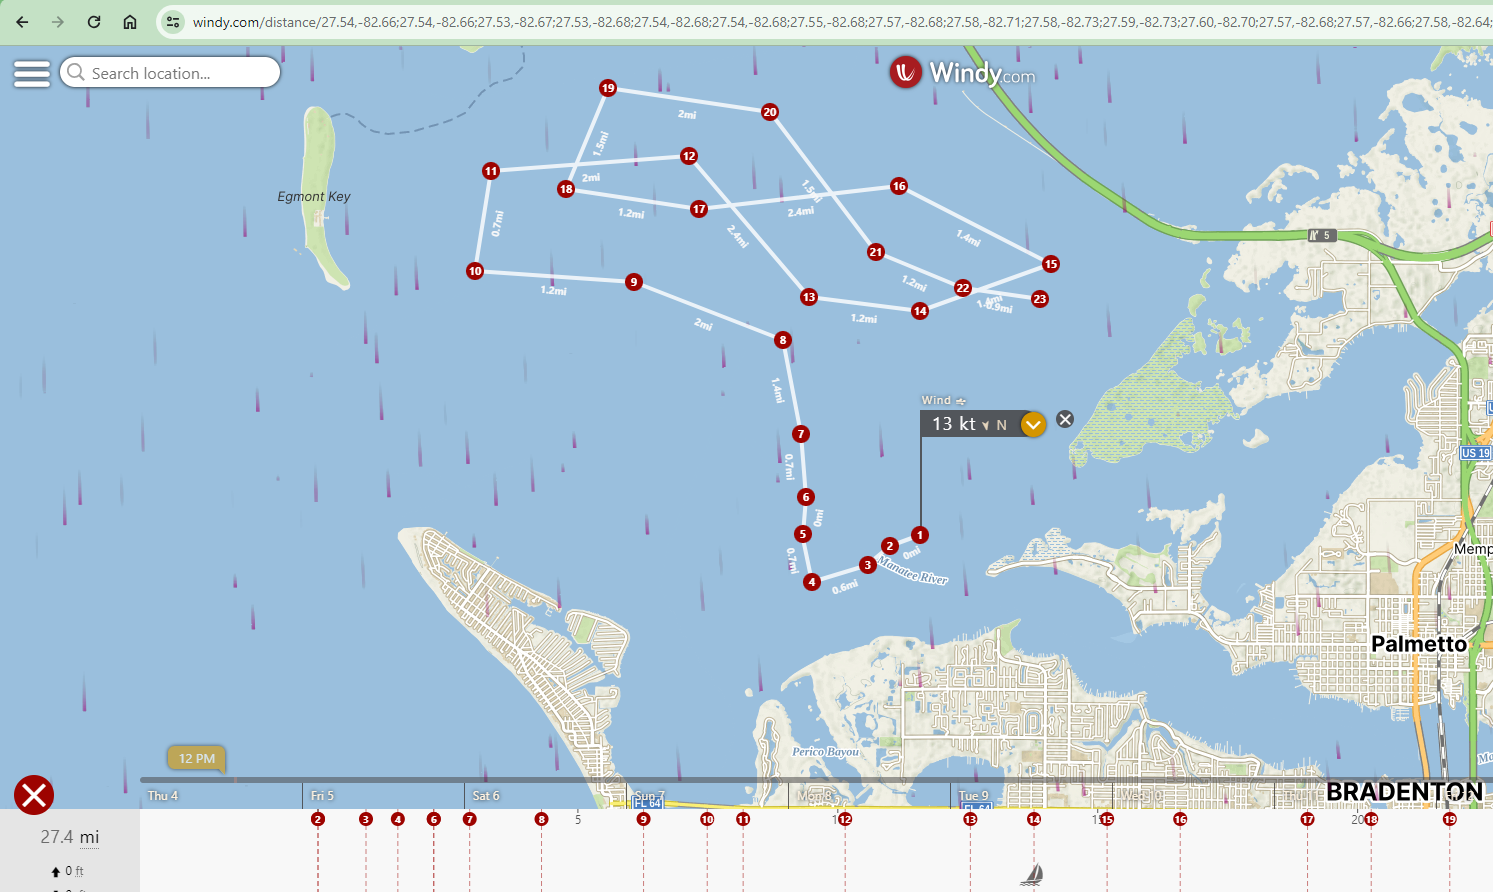 windy.com/distance/27.54,-82.66;27.54,-82.66;27.53,-82.67;27.53,-82.68;27.54,-82.68;27.54,-82.68;27.55,-82.68;27.57,-82.68;27.58,-82.71;27.58,-82.73;27.59,-82.73;27.60,-82.70;27.57,-82.68;27.57,-82.66;27.58,-82.64;
Search location...
Windy.com
19
2mi
20
1.5mi
12
11
2mi
18
1.5mi
16
Egmont Key
17
1.2mi
2.4mi
0.7mi
2.4mi
1.4mi
5
21
15
10
9
1.2mi
1.2mi
22
13
14
23
1.4mi
0.9mi
2mi
1.2mi
8
1.4mi
Wind
13 kt N
7
US 19
0.7mi
6
0mi
5
1
2
0mi
3
Memp
0.7mi
4
0.6mi
Manatee River
Palmetto
Perico Bayou
12 PM
Thu 4
Fri 5
Sat 6
Sun 7
Mon 8
Tue 9
FL 64
FL 64
BRADENTON
2 3 4 6 7 8 5 9 10 11 12 13 14 15 16 17 20 18 19
27.4 mi
0 ft